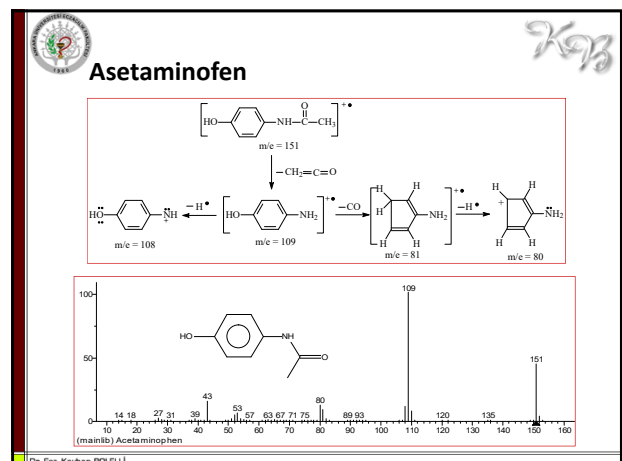 KB
Asetaminofen
HO NH—C—CH3 O +•
m/e = 151
−CH2=C=O
HO NH + −H• HO NH2 +• −CO H H H NH2 H H +• −H• H H + NH2 H H
m/e = 108 m/e = 109 m/e = 81 m/e = 80
100 109
HO NH O
50 151
43 80
53
0 14 18 27 31 39 57 63 67 71 75 89 93 120 135
10 20 30 40 50 60 70 80 90 100 110 120 130 140 150 160
(mainlib) Acetaminophen